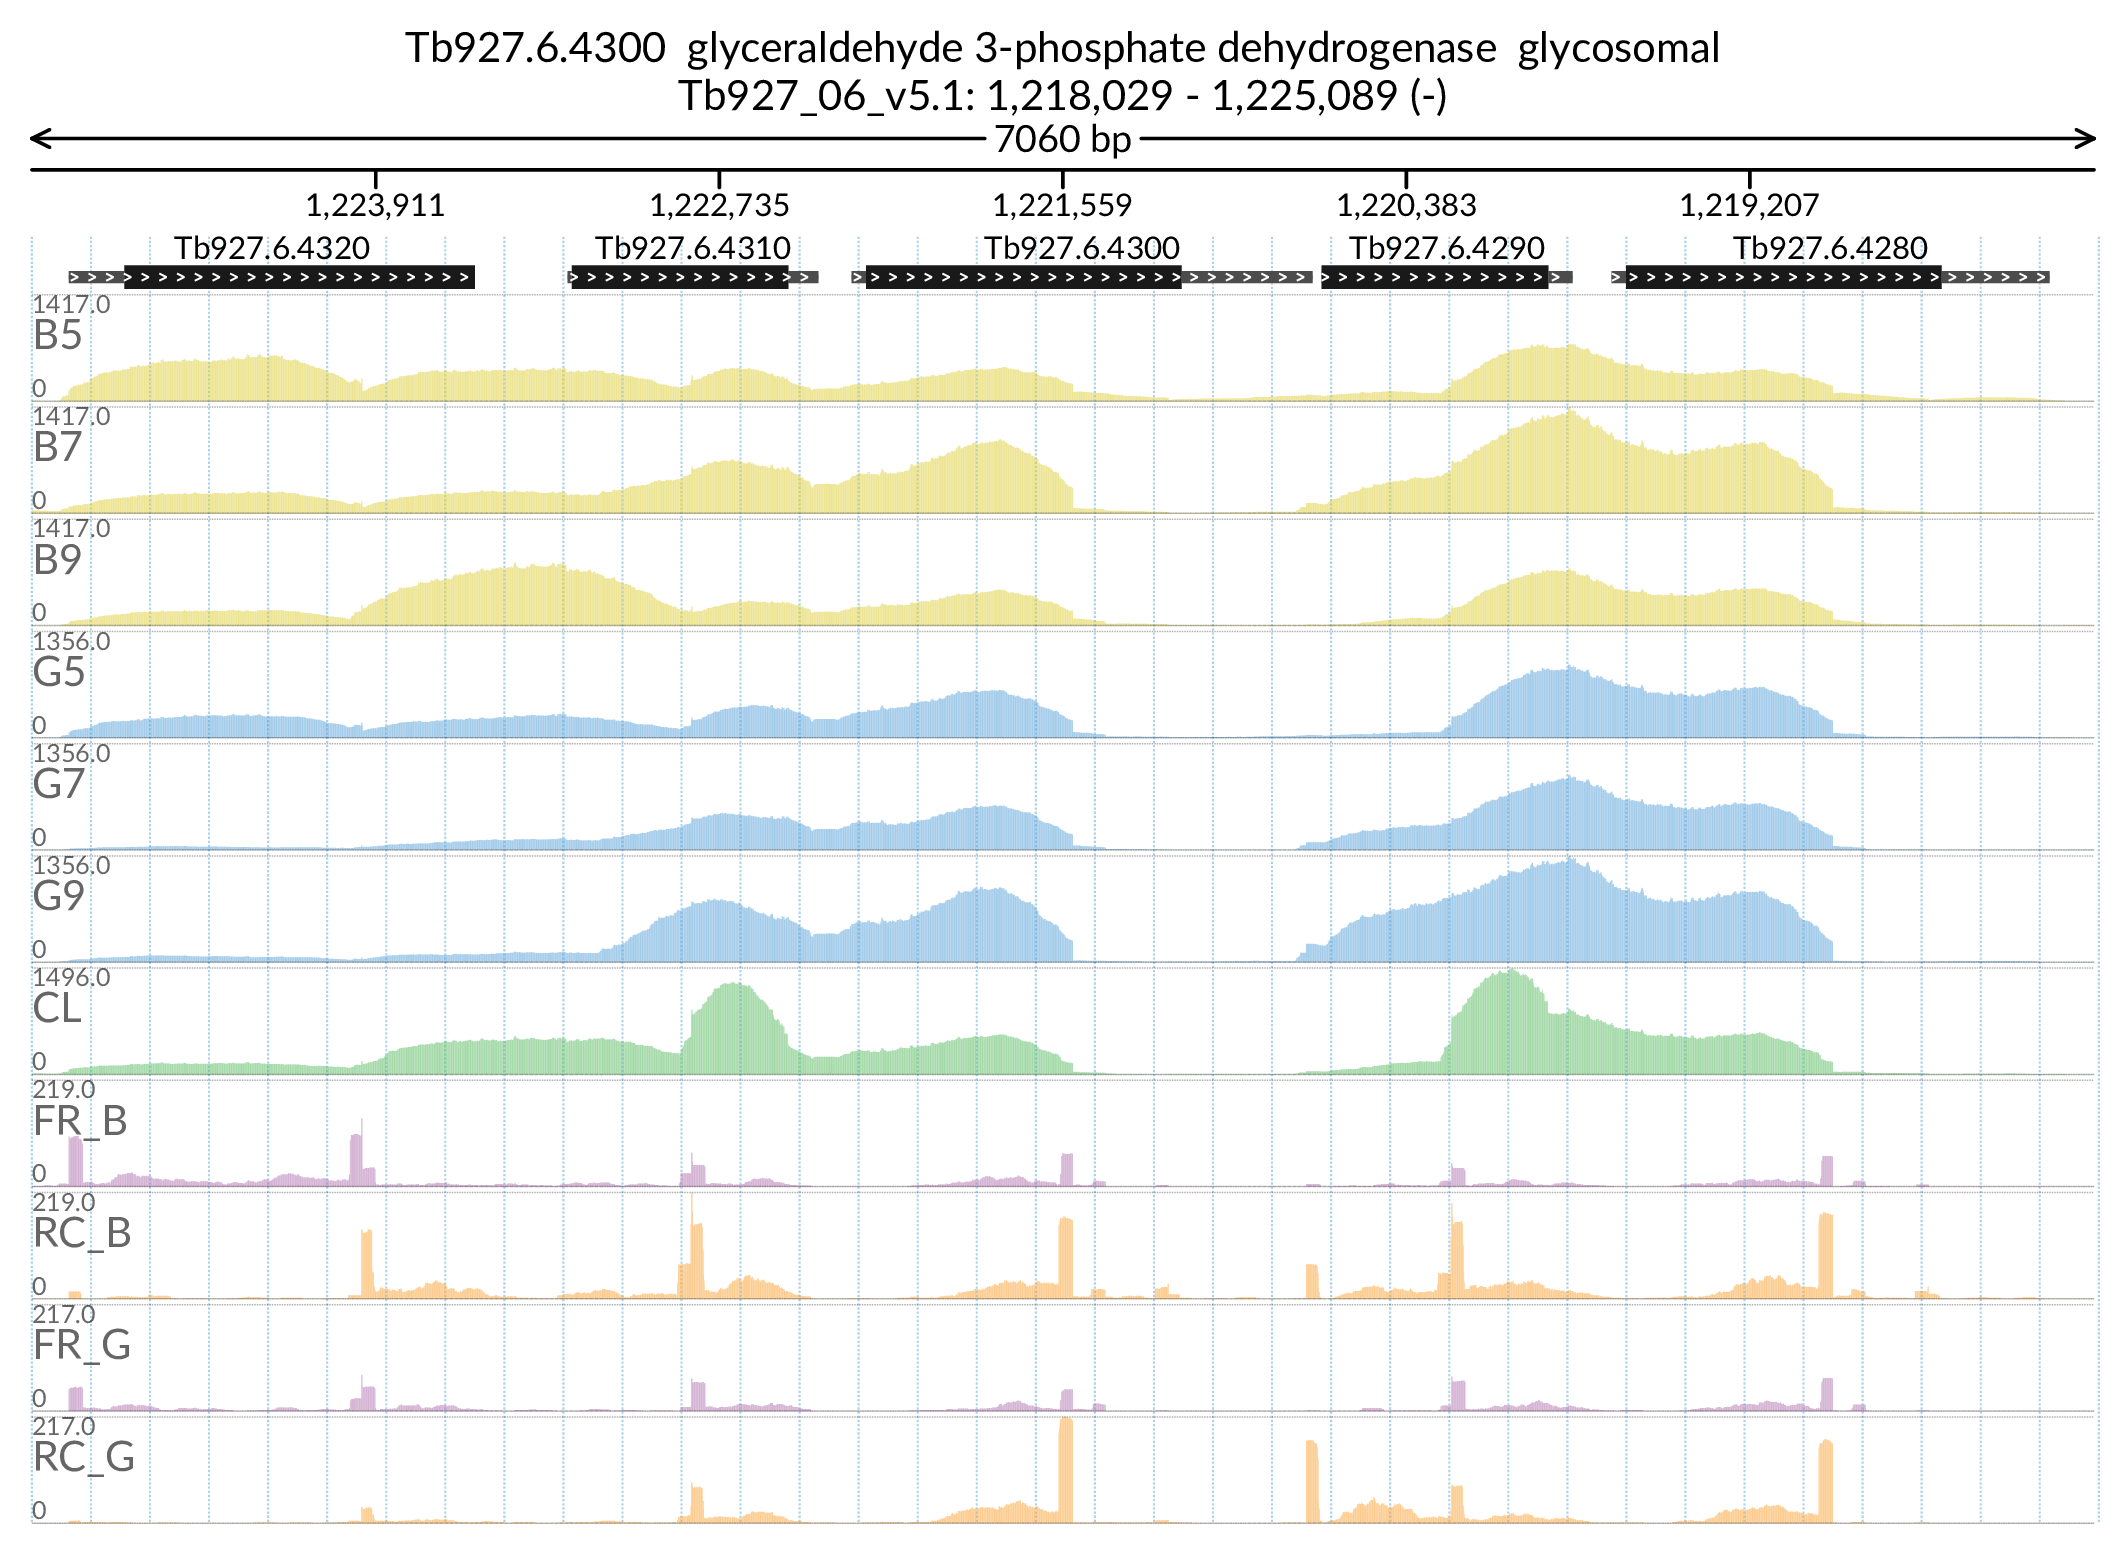 Tb927.6.4300 glyceraldehyde 3-phosphate dehydrogenase glycosomal
Tb927_06_v5.1: 1,218,029 - 1,225,089 (-)
7060 bp
1,223,911 1,222,735 1,221,559 1,220,383 1,219,207
Tb927.6.4320 Tb927.6.4310 Tb927.6.4300 Tb927.6.4290 Tb927.6.4280
1417.0
B5
0
1417.0
B7
0
1417.0
B9
0
1356.0
G5
0
1356.0
G7
0
1356.0
G9
0
1496.0
CL
0
219.0
FR_B
0
219.0
RC_B
0
217.0
FR_G
0
217.0
RC_G
0